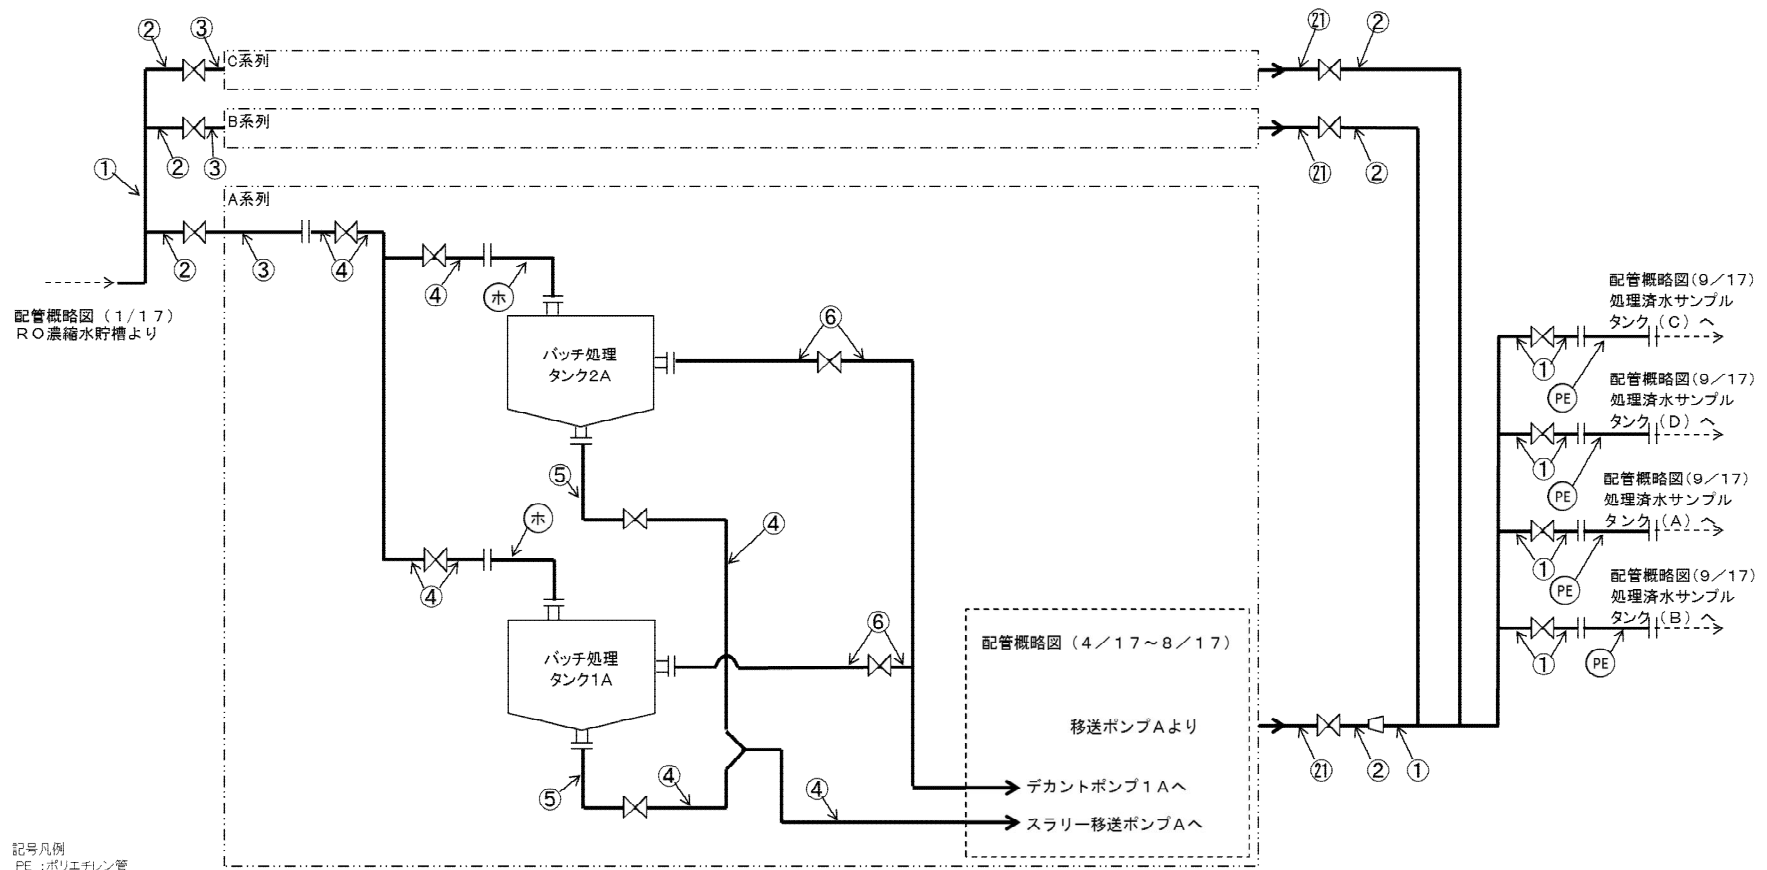 ② ③ ㉑ ②
C系列
B系列
② ③ ㉑ ②
①
A系列
② ③ ④
④ ホ
配管概略図(1/17)
RO濃縮水貯槽より
バッチ処理
タンク2A
⑥
⑤
ホ
④
④
バッチ処理
タンク1A
⑥
⑤
④
④
配管概略図(4/17~8/17)
移送ポンプAより
デカントポンプ1Aへ
スラリー移送ポンプAへ
㉑ ② ①
配管概略図(9/17)
処理済水サンプル
タンク(C)へ
① PE
配管概略図(9/17)
処理済水サンプル
タンク(D)へ
① PE
配管概略図(9/17)
処理済水サンプル
タンク(A)へ
① PE
配管概略図(9/17)
処理済水サンプル
タンク(B)へ
① PE
記号凡例
PE :ポリエチレン管